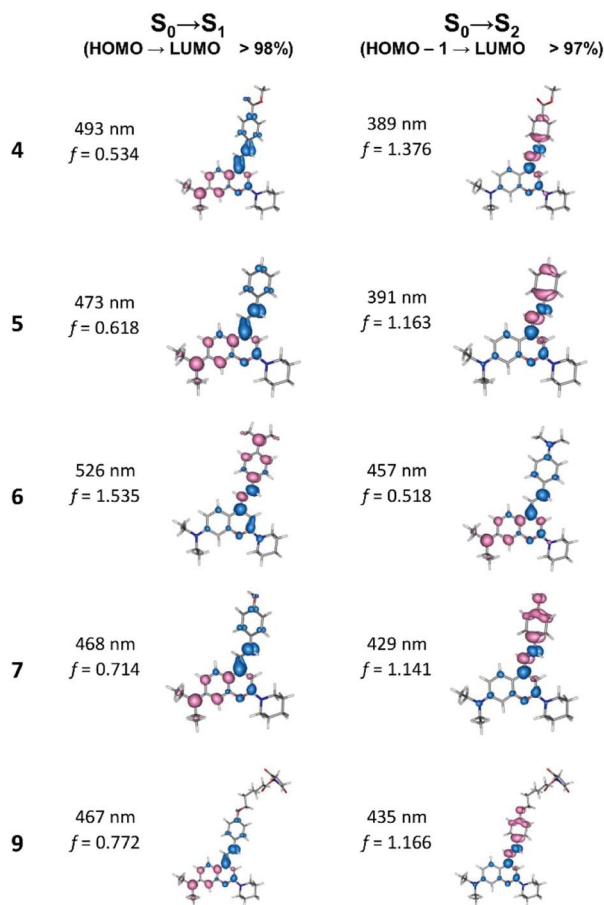 S₀→S₁
(HOMO → LUMO > 98%)
S₀→S₂
(HOMO – 1→ LUMO > 97%)
4
493 nm
f = 0.534
389 nm
f = 1.376
5
473 nm
f = 0.618
391 nm
f = 1.163
6
526 nm
f = 1.535
457 nm
f = 0.518
7
468 nm
f = 0.714
429 nm
f = 1.141
9
467 nm
f = 0.772
435 nm
f = 1.166